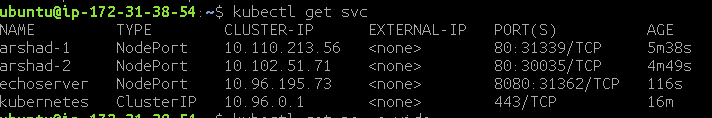 ubuntu@ip-172-31-38-54:~$ kubectl get svc
NAME TYPE CLUSTER-IP EXTERNAL-IP PORT(S) AGE
arshad-1 NodePort 10.110.213.56 <none> 80:31339/TCP 5m38s
arshad-2 NodePort 10.102.51.71 <none> 80:30035/TCP 4m49s
echoserver NodePort 10.96.195.73 <none> 8080:31362/TCP 116s
kubernetes ClusterIP 10.96.0.1 <none> 443/TCP 16m